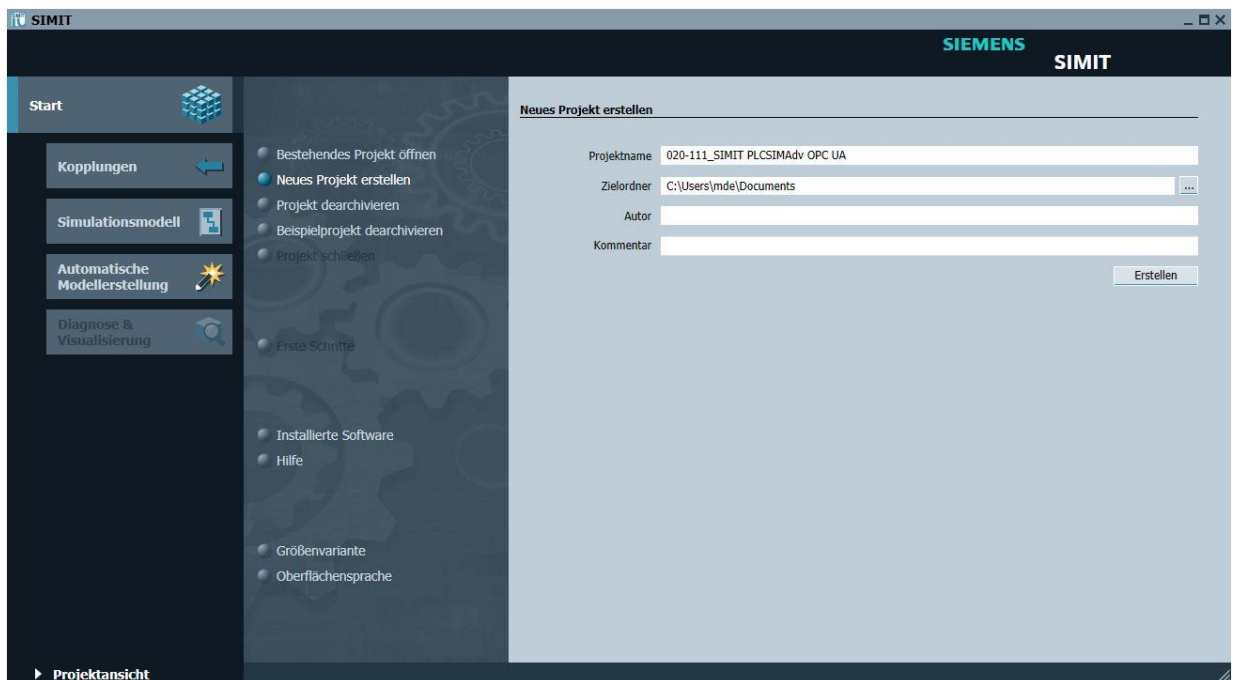 SIMIT
SIEMENS
SIMIT
Start
Kopplungen
Simulationsmodell
Automatische
Modellerstellung
Diagnose &
Visualisierung
Projektansicht
Bestehendes Projekt öffnen
Neues Projekt erstellen
Projekt dearchivieren
Beispielprojekt dearchivieren
Projekt schließen
Erste Schritte
Installierte Software
Hilfe
Größenvariante
Oberflächensprache
Neues Projekt erstellen
Projektname 020-111_SIMIT PLCSIMAdv OPC UA
Zielordner C:\Users\mde\Documents ...
Autor
Kommentar
Erstellen